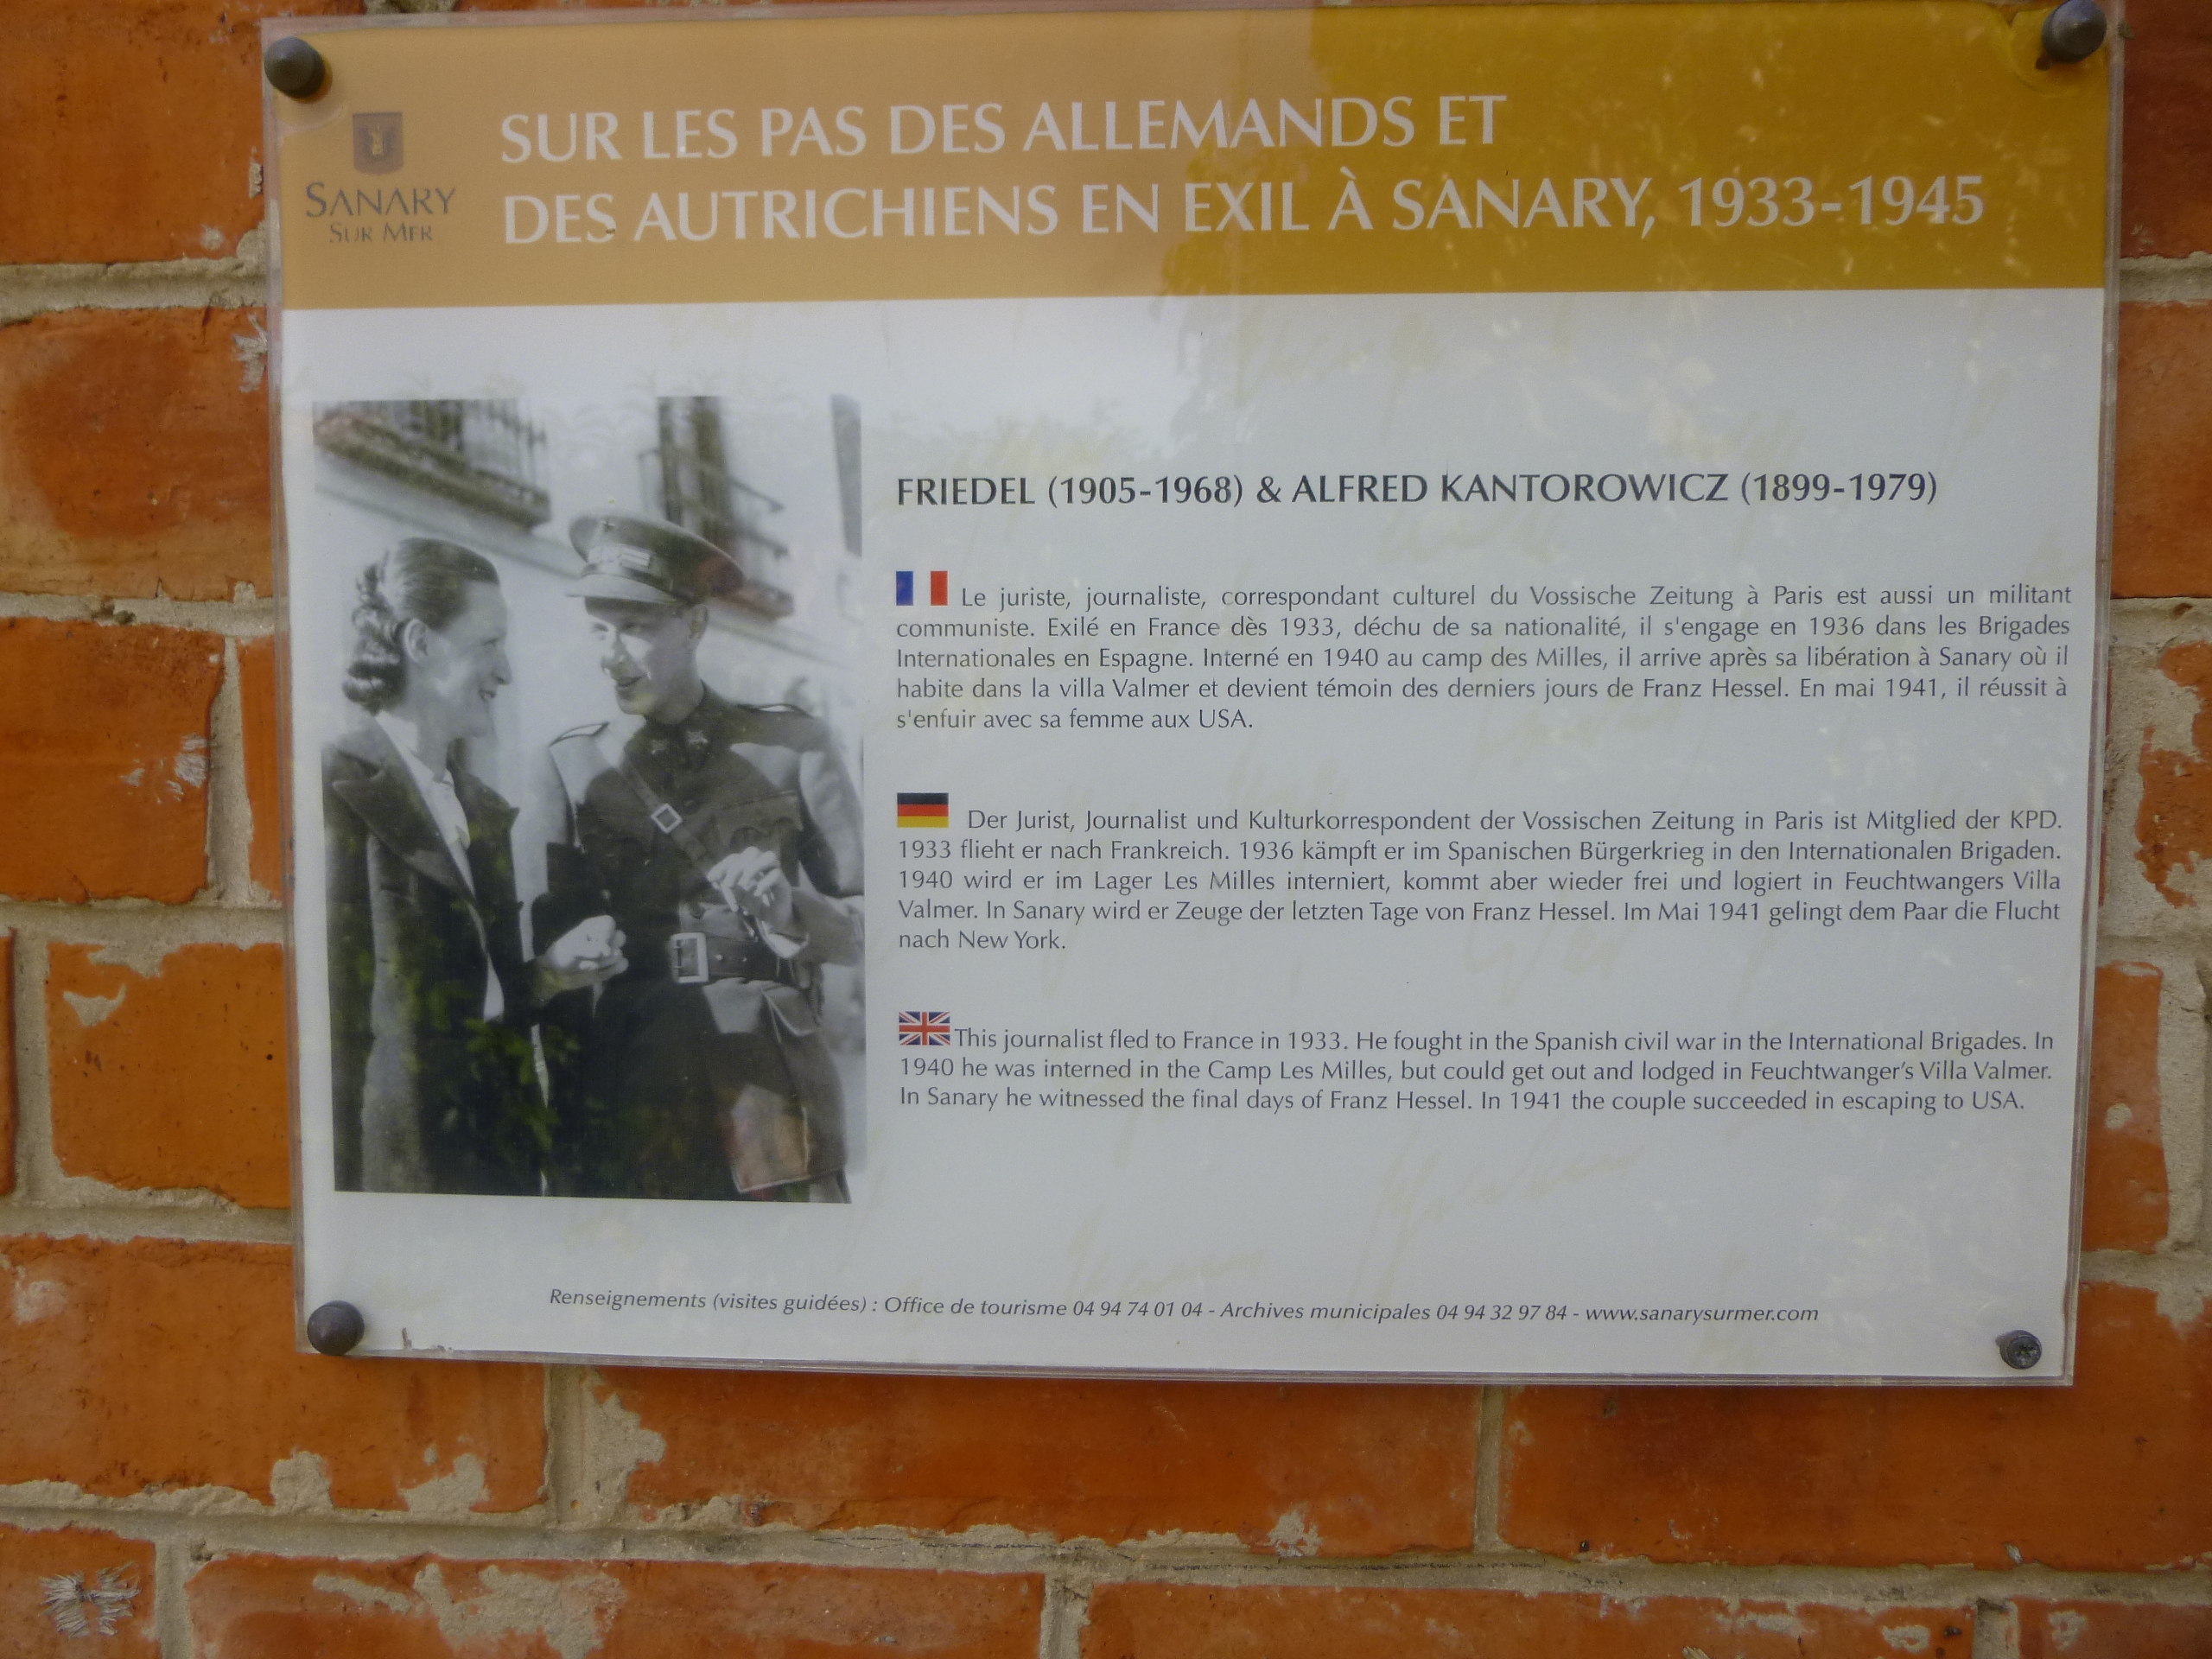 SANARY
SUR MER
SUR LES PAS DES ALLEMANDS ET
DES AUTRICHIENS EN EXIL À SANARY, 1933-1945
FRIEDEL (1905-1968) & ALFRED KANTOROWICZ (1899-1979)
Le juriste, journaliste, correspondant culturel du Vossische Zeitung à Paris est aussi un militant
communiste. Exilé en France dès 1933, déchu de sa nationalité, il s'engage en 1936 dans les Brigades
Internationales en Espagne. Interné en 1940 au camp des Milles, il arrive après sa libération à Sanary où il
habite dans la villa Valmer et devient témoin des derniers jours de Franz Hessel. En mai 1941, il réussit à
s'enfuir avec sa femme aux USA.
Der Jurist, Journalist und Kulturkorrespondent der Vossischen Zeitung in Paris ist Mitglied der KPD.
1933 flieht er nach Frankreich. 1936 kämpft er im Spanischen Bürgerkrieg in den Internationalen Brigaden.
1940 wird er im Lager Les Milles interniert, kommt aber wieder frei und logiert in Feuchtwangers Villa
Valmer. In Sanary wird er Zeuge der letzten Tage von Franz Hessel. Im Mai 1941 gelingt dem Paar die Flucht
nach New York.
This journalist fled to France in 1933. He fought in the Spanish civil war in the International Brigades. In
1940 he was interned in the Camp Les Milles, but could get out and lodged in Feuchtwanger's Villa Valmer.
In Sanary he witnessed the final days of Franz Hessel. In 1941 the couple succeeded in escaping to USA.
Renseignements (visites guidées) : Office de tourisme 04 94 74 01 04 - Archives municipales 04 94 32 97 84 - www.sanarysurmer.com